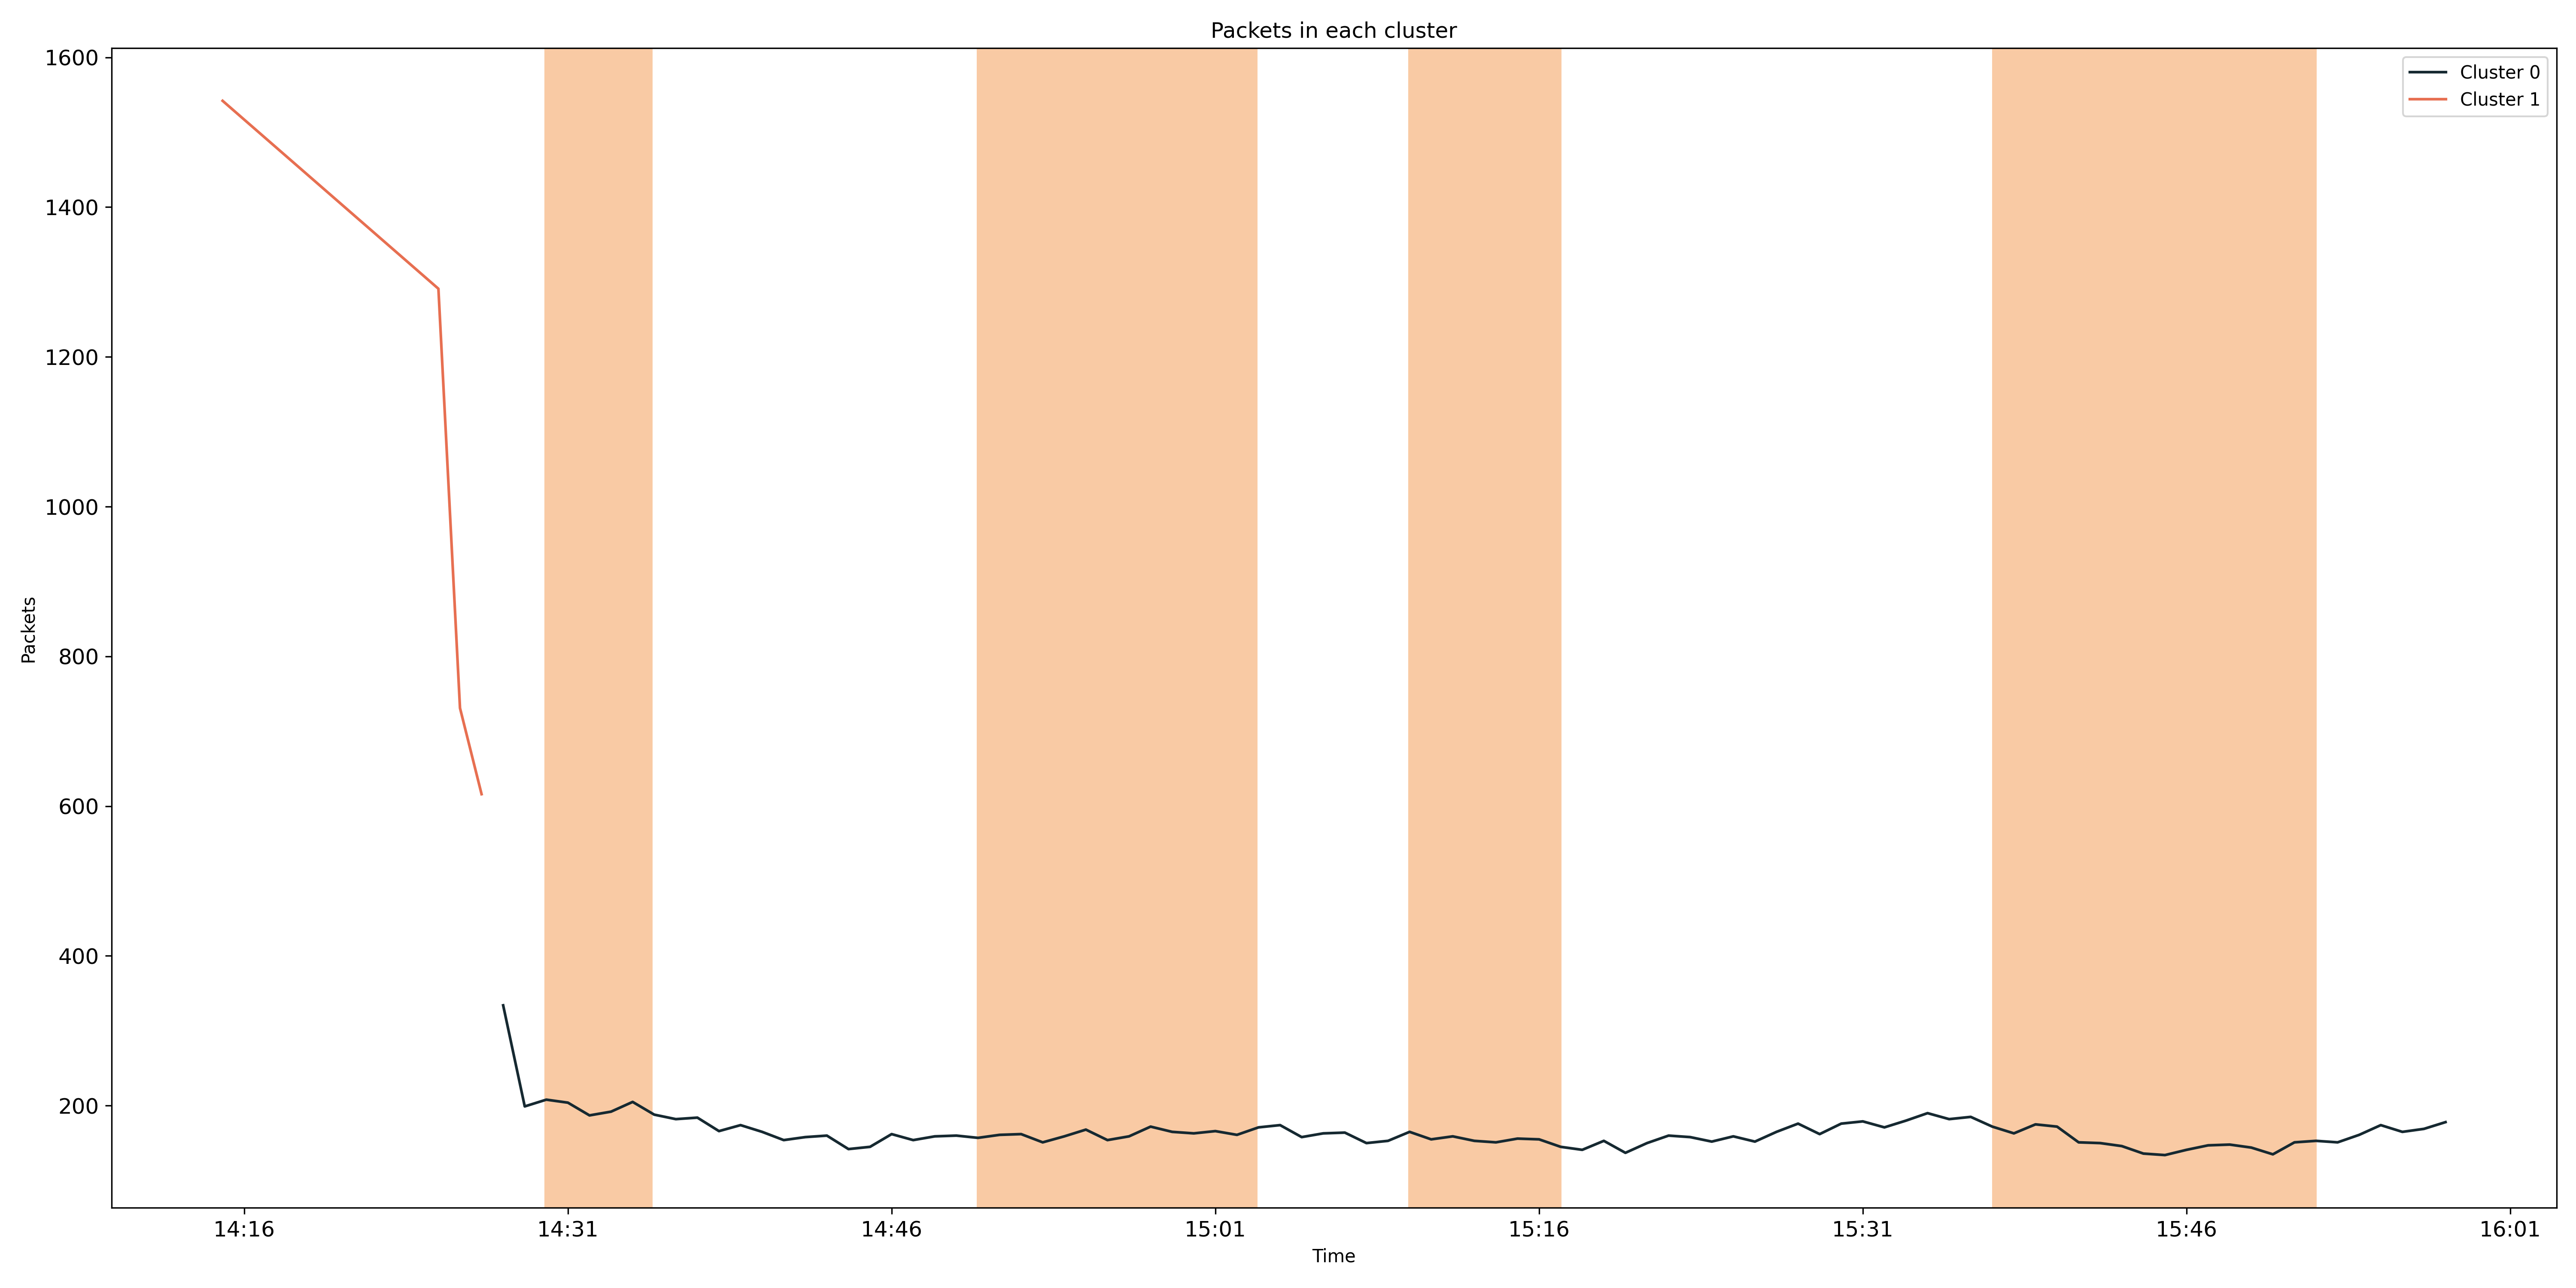 Packets in each cluster
Cluster 0
Cluster 1
1600
1400
1200
1000
800
600
400
200
Packets
14:16 14:31 14:46 15:01 15:16 15:31 15:46 16:01
Time